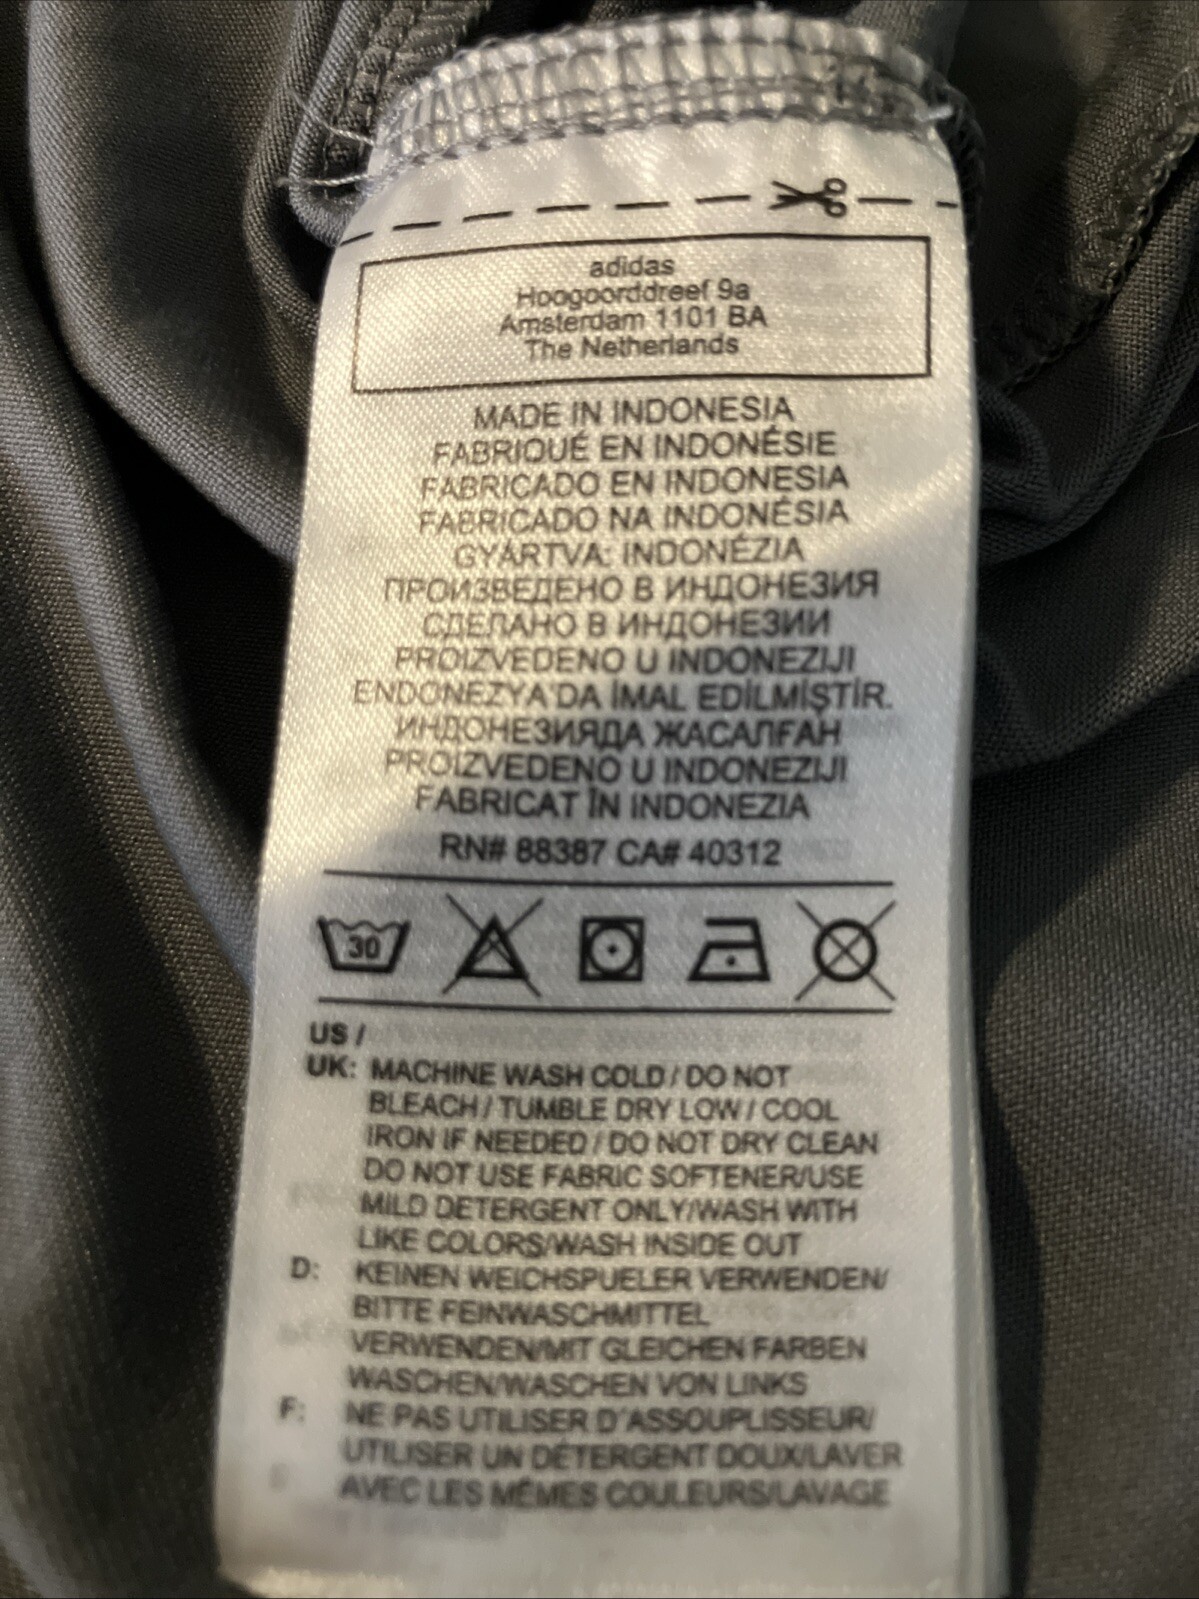 adidas
Hoogoorddreef 9a
Amsterdam 1101 BA
The Netherlands
MADE IN INDONESIA
FABRIQUÉ EN INDONÉSIE
FABRICADO EN INDONESIA
FABRICADO NA INDONÉSIA
GYÁRTVA: INDONÉZIA
ПРОИЗВЕДЕНО В ИНДОНЕЗИЯ
СДЕЛАНО В ИНДОНЕЗИИ
PROIZVEDENO U INDONEZIJI
ENDONEZYA'DA İMAL EDİLMİŞTİR.
ИНДОНЕЗИЯДА ЖАСАЛҒАН
PROIZVEDENO U INDONEZIJI
FABRICAT ÎN INDONEZIA
RN# 88387 CA# 40312
30
US /
UK: MACHINE WASH COLD / DO NOT
BLEACH / TUMBLE DRY LOW / COOL
IRON IF NEEDED / DO NOT DRY CLEAN
DO NOT USE FABRIC SOFTENER/USE
MILD DETERGENT ONLY/WASH WITH
LIKE COLORS/WASH INSIDE OUT
D: KEINEN WEICHSPUELER VERWENDEN/
BITTE FEINWASCHMITTEL
VERWENDEN/MIT GLEICHEN FARBEN
WASCHEN/WASCHEN VON LINKS
F: NE PAS UTILISER D'ASSOUPLISSEUR/
UTILISER UN DÉTERGENT DOUX/LAVER
AVEC LES MÊMES COULEURS/LAVAGE